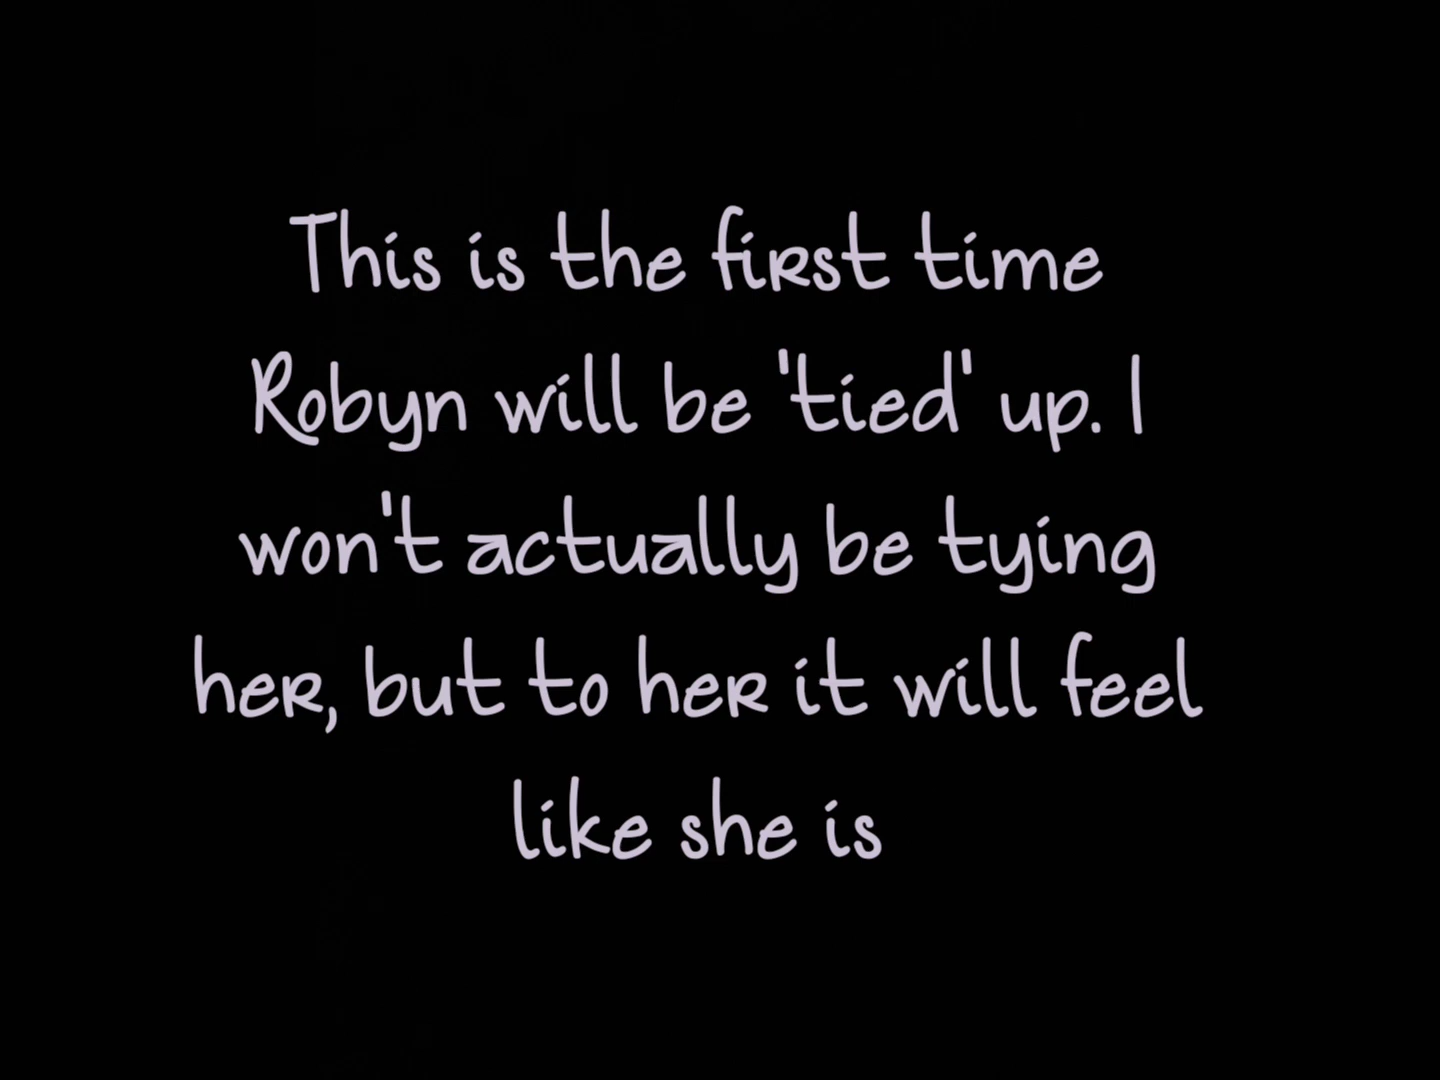 This is the first time
Robyn will be 'tied' up. I
won't actually be tying
her, but to her it will feel
like she is